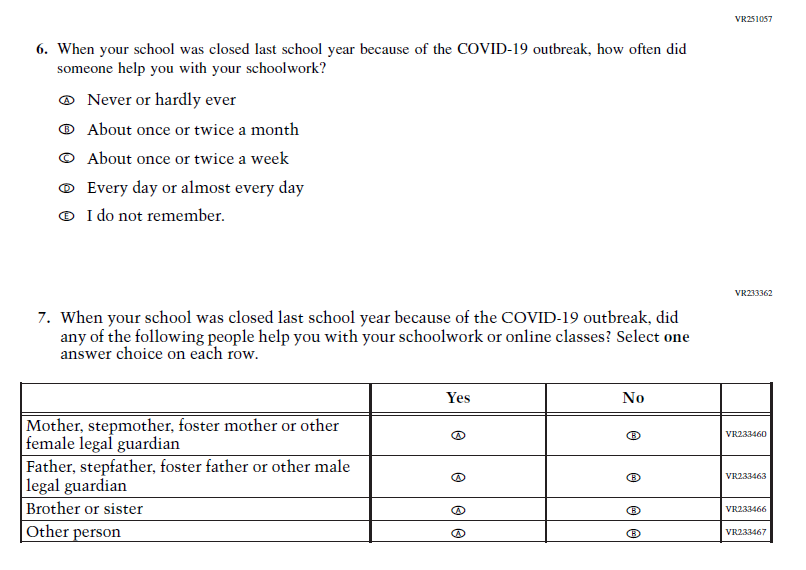 VR251057
6. When your school was closed last school year because of the COVID-19 outbreak, how often did
someone help you with your schoolwork?
A Never or hardly ever
B About once or twice a month
C About once or twice a week
D Every day or almost every day
E I do not remember.
VR233362
7. When your school was closed last school year because of the COVID-19 outbreak, did
any of the following people help you with your schoolwork or online classes? Select one
answer choice on each row.
Yes No
Mother, stepmother, foster mother or other
female legal guardian
A B VR233460
Father, stepfather, foster father or other male
legal guardian
A B VR233463
Brother or sister A B VR233466
Other person A B VR233467